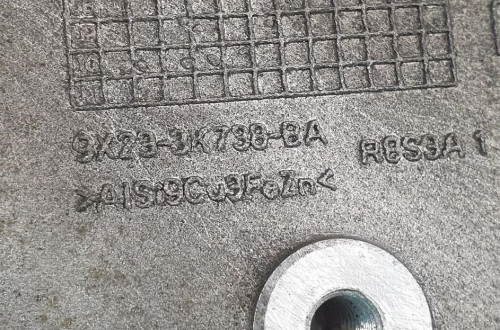 9X23-3K738-BA
R8S9A 1
>AlSi9Cu3FeZn<